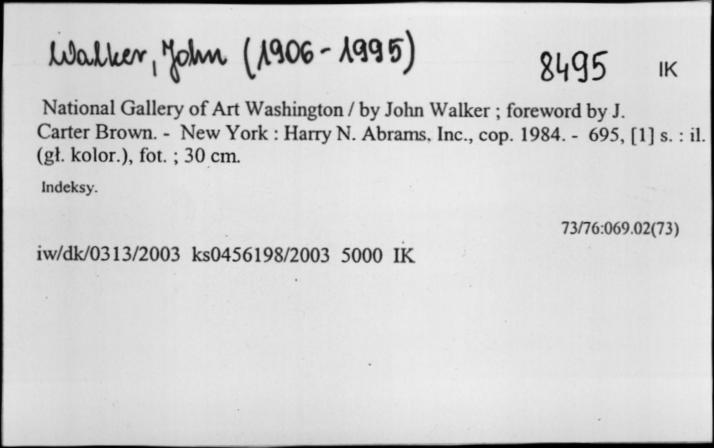 Walker, John (1906-1995)
8495 IK
National Gallery of Art Washington / by John Walker ; foreword by J.
Carter Brown. - New York : Harry N. Abrams, Inc., cop. 1984. - 695, [1] s. : il.
(gł. kolor.), fot. ; 30 cm.
Indeksy.
73/76:069.02(73)
iw/dk/0313/2003 ks0456198/2003 5000 IK